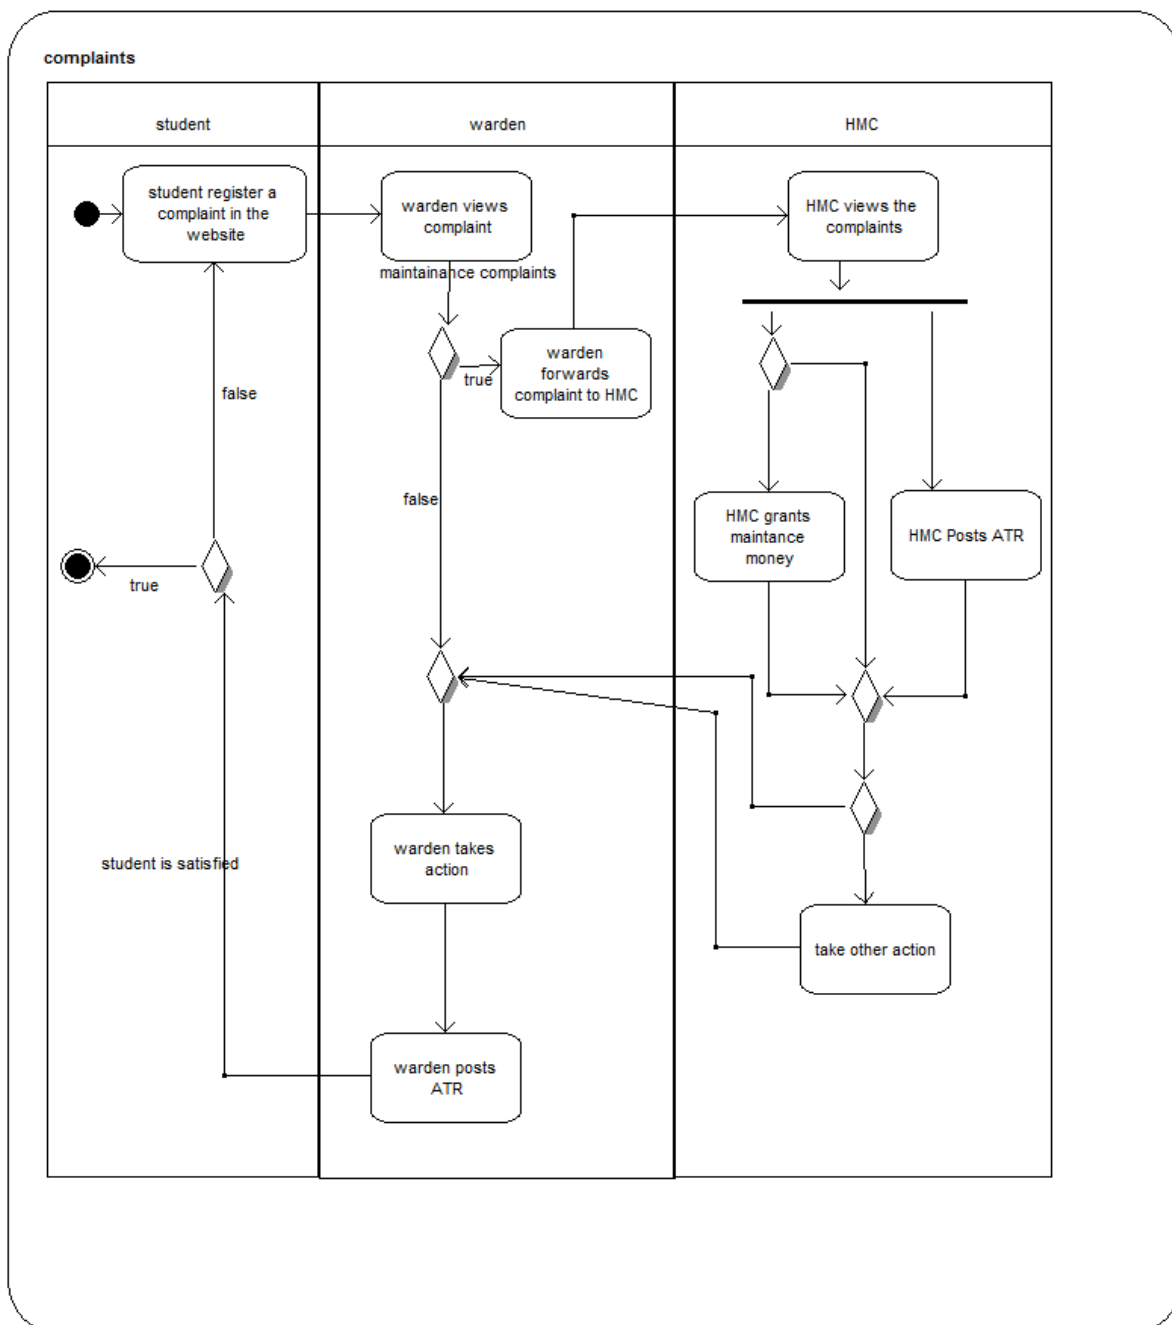 complaints
student
warden
HMC
student register a
complaint in the
website
warden views
complaint
HMC views the
complaints
maintainance complaints
warden
forwards
complaint to HMC
true
false
false
HMC grants
maintance
money
HMC Posts ATR
true
warden takes
action
student is satisfied
take other action
warden posts
ATR